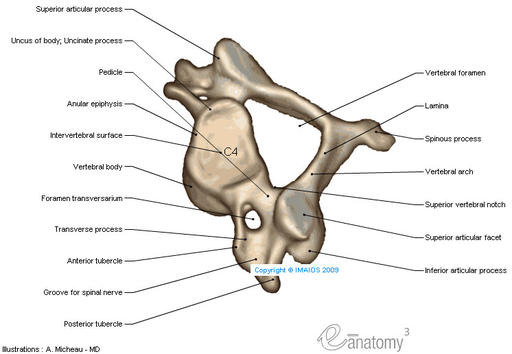 Superior articular process
Uncus of body; Uncinate process
Pedicle
Anular epiphysis
Intervertebral surface
Vertebral body
Foramen transversarium
Transverse process
Anterior tubercle
Groove for spinal nerve
Posterior tubercle
C4
Vertebral foramen
Lamina
Spinous process
Vertebral arch
Superior vertebral notch
Superior articular facet
Inferior articular process
Copyright © IMAIOS 2009
e-anatomy 3
Illustrations : A. Micheau - MD